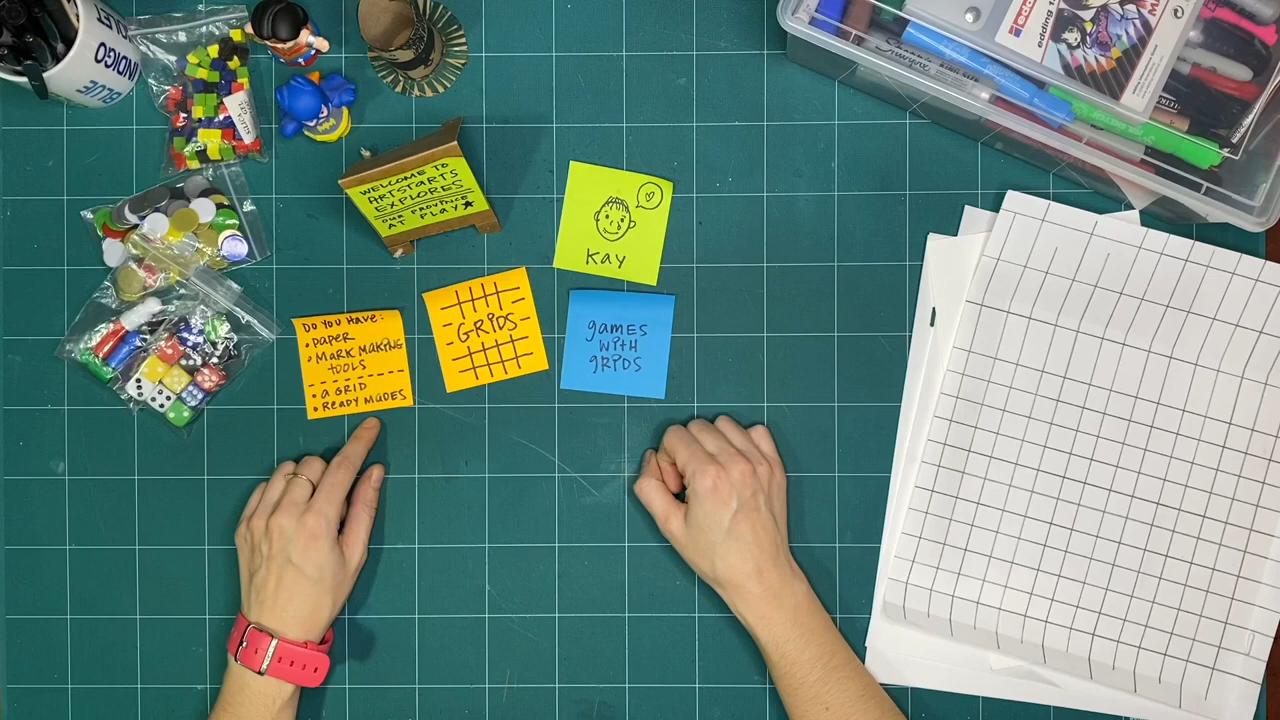 BLUE
INDIGO
WELCOME TO
ARTSTARTS
EXPLORES
OUR PROVINCE
AT PLAY
KAY
DO YOU HAVE:
• PAPER
• MARK MAKING
TOOLS
• A GRID
• READY MADES
GRIDS
games
with
grids